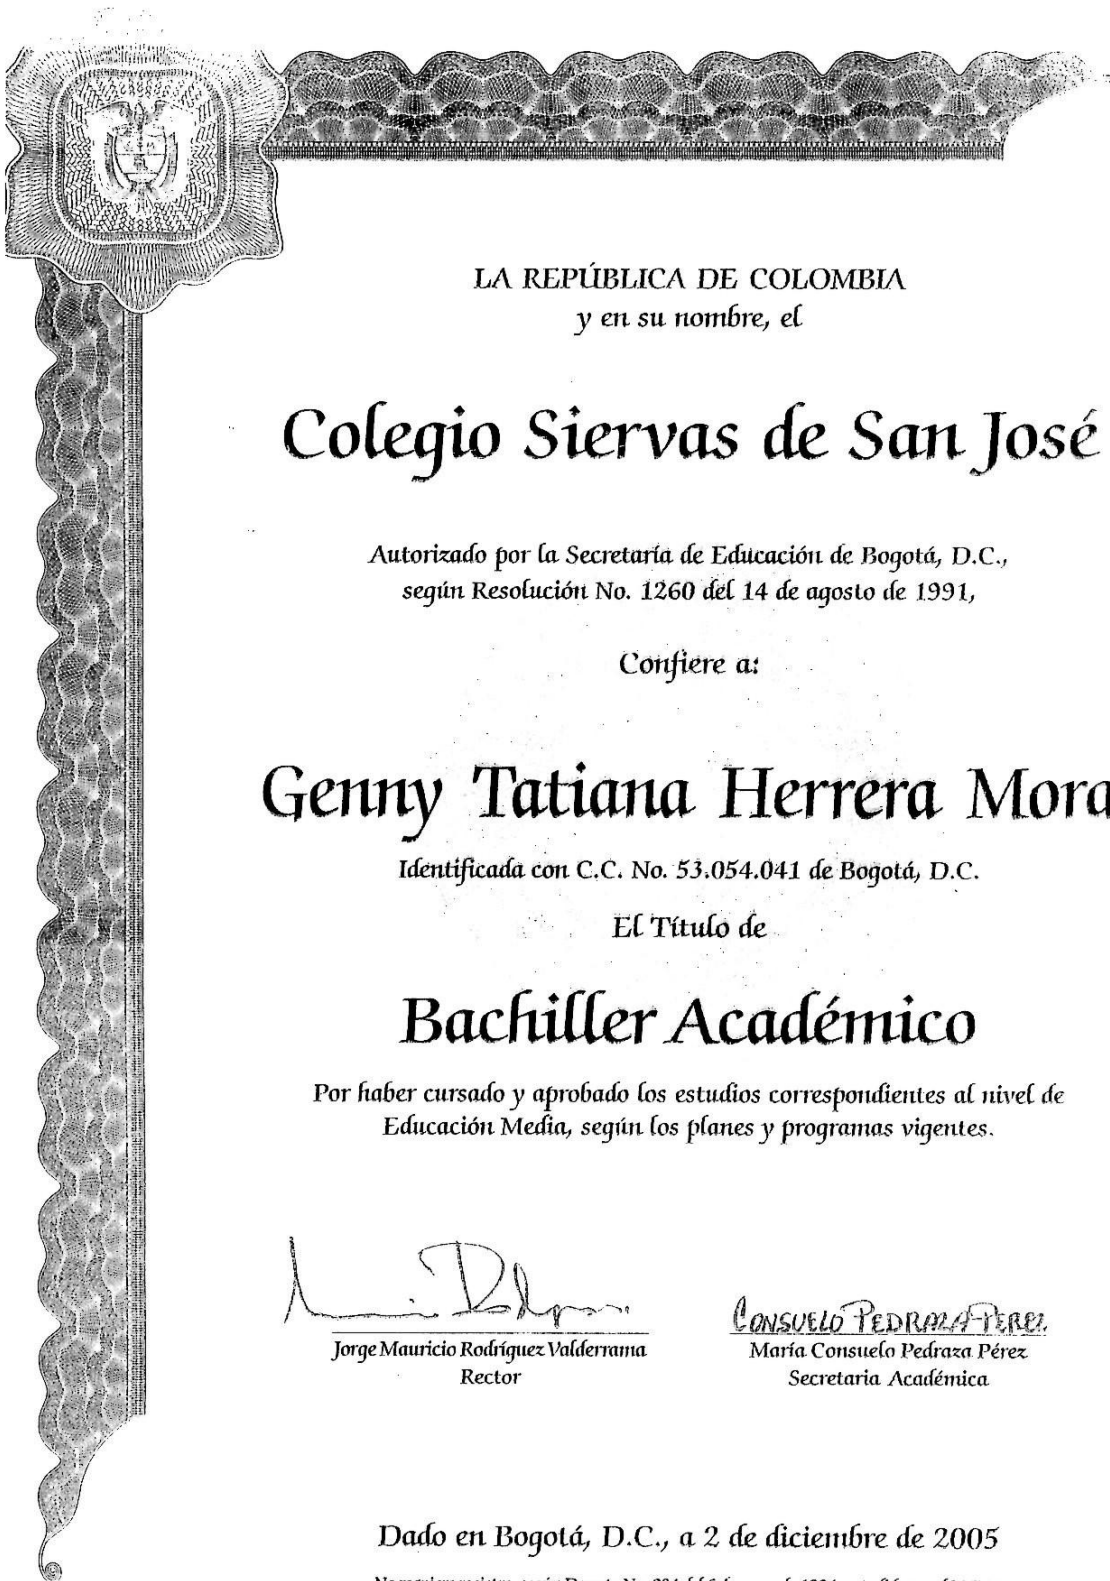 LA REPÚBLICA DE COLOMBIA
y en su nombre, el
Colegio Siervas de San José
Autorizado por la Secretaría de Educación de Bogotá, D.C.,
según Resolución No. 1260 del 14 de agosto de 1991,
Confiere a:
Genny Tatiana Herrera Mora
Identificada con C.C. No. 53.054.041 de Bogotá, D.C.
El Título de
Bachiller Académico
Por haber cursado y aprobado los estudios correspondientes al nivel de
Educación Media, según los planes y programas vigentes.
CONSUELO PEDRAZA PEREZ
Jorge Mauricio Rodríguez Valderrama
Rector
María Consuelo Pedraza Pérez
Secretaria Académica
Dado en Bogotá, D.C., a 2 de diciembre de 2005